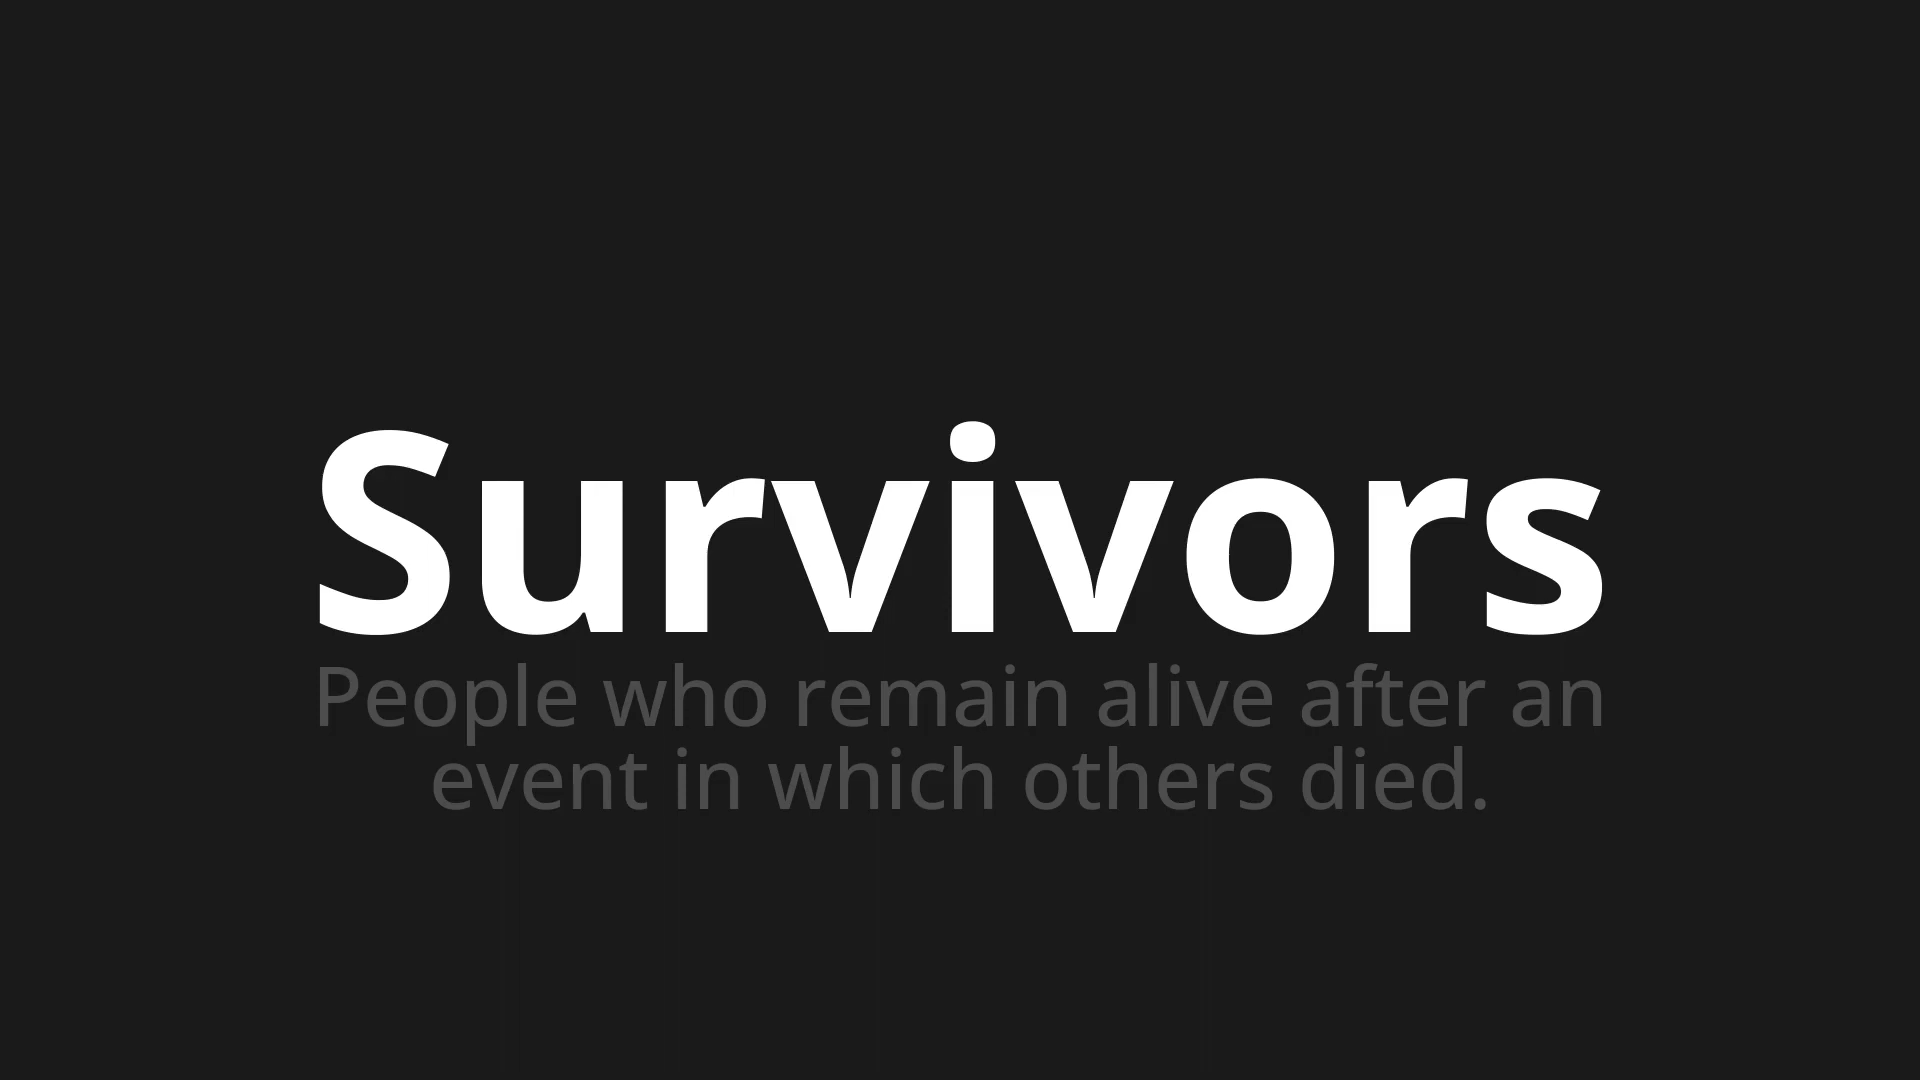 Survivors
People who remain alive after an
event in which others died.